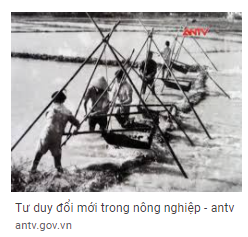 ANTV
Tư duy đổi mới trong nông nghiệp - antv
antv.gov.vn